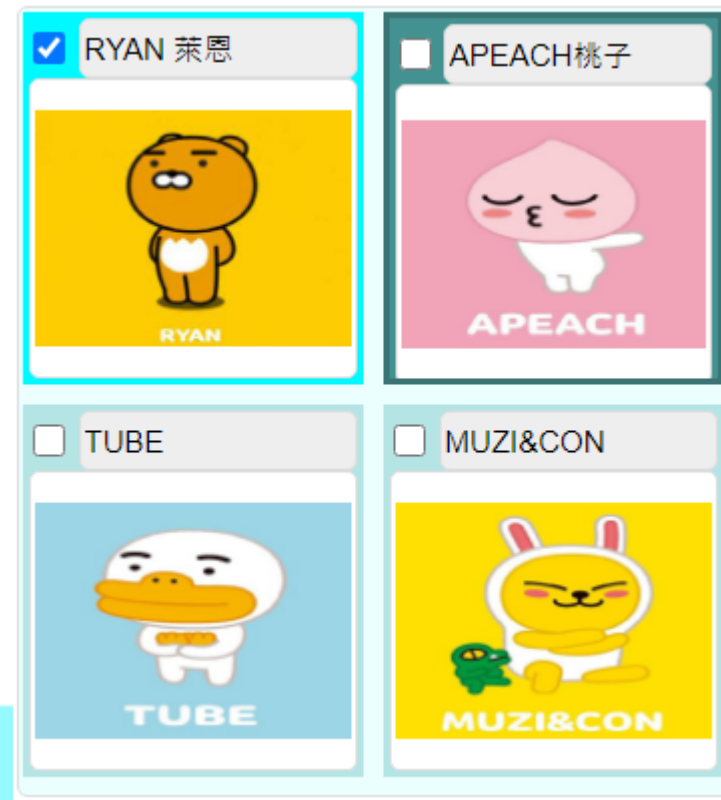 RYAN 萊恩
APEACH桃子
RYAN
APEACH
TUBE
MUZI&CON
TUBE
MUZI&CON